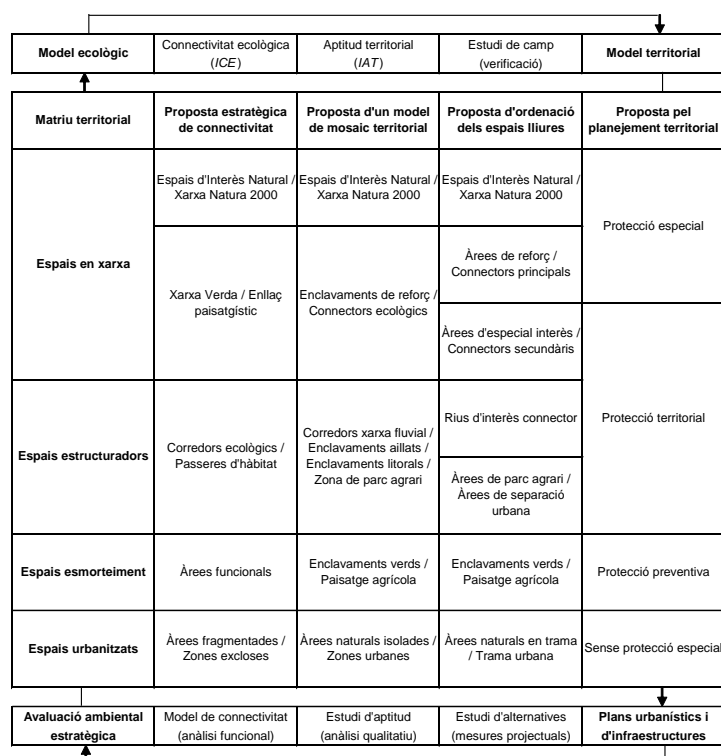 Model ecològic
Connectivitat ecològica
(ICE)
Aptitud territorial
(IAT)
Estudi de camp
(verificació)
Model territorial
Matriu territorial
Proposta estratègica
de connectivitat
Proposta d'un model
de mosaic territorial
Proposta d'ordenació
dels espais lliures
Proposta pel
planejament territorial
Espais en xarxa
Espais d'Interès Natural /
Xarxa Natura 2000
Espais d'Interès Natural /
Xarxa Natura 2000
Espais d'Interès Natural /
Xarxa Natura 2000
Protecció especial
Xarxa Verda / Enllaç
paisatgístic
Enclavaments de reforç /
Connectors ecològics
Àrees de reforç /
Connectors principals
Àrees d'especial interès /
Connectors secundàris
Protecció territorial
Espais estructuradors
Corredors ecològics /
Passeres d'hàbitat
Corredors xarxa fluvial /
Enclavaments aillats /
Enclavaments litorals /
Zona de parc agrari
Rius d'interès connector
Àrees de parc agrari /
Àrees de separació
urbana
Espais esmorteiment
Àrees funcionals
Enclavaments verds /
Paisatge agrícola
Enclavaments verds /
Paisatge agrícola
Protecció preventiva
Espais urbanitzats
Àrees fragmentades /
Zones excloses
Àrees naturals isolades /
Zones urbanes
Àrees naturals en trama
/ Trama urbana
Sense protecció especial
Avaluació ambiental
estratègica
Model de connectivitat
(anàlisi funcional)
Estudi d'aptitud
(anàlisi qualitatiu)
Estudi d'alternatives
(mesures projectuals)
Plans urbanístics i
d'infraestructures